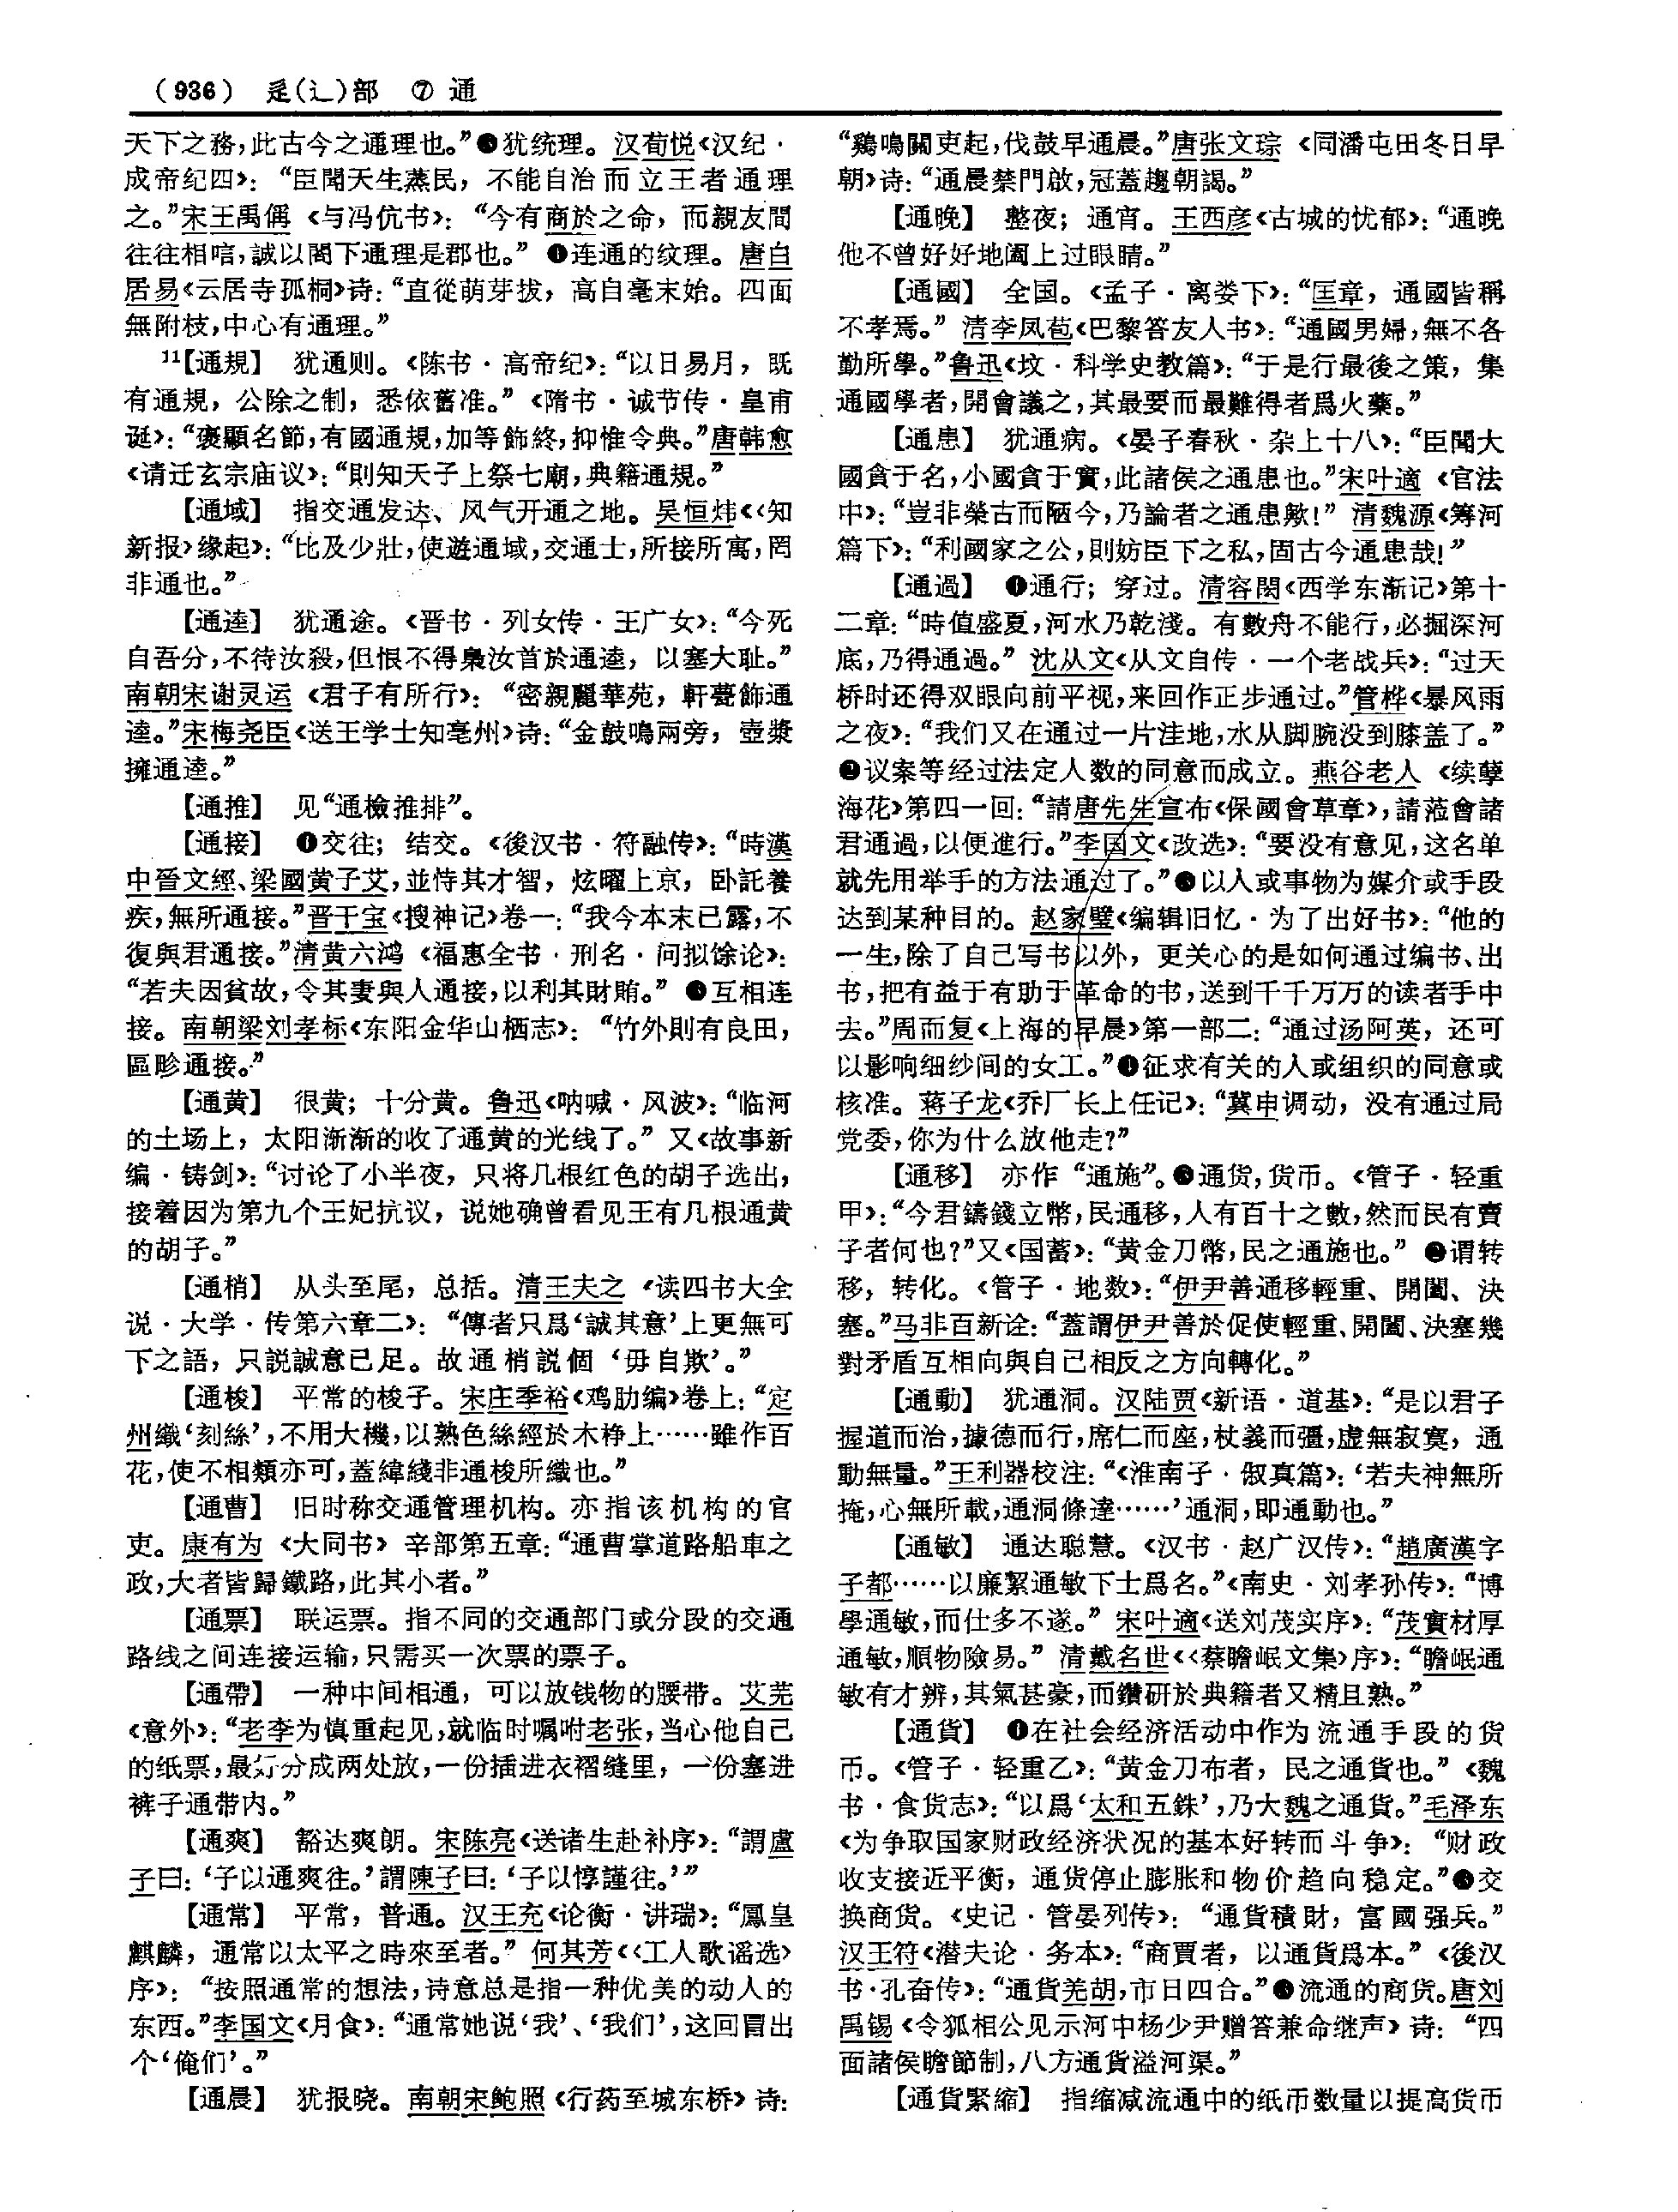 （936） 辵(辶)部 ⑦ 通
天下之務，此古今之通理也。”❸犹统理。汉荀悦《汉纪·
成帝纪四》：“臣聞天生蒸民，不能自治而立王者通理
之。”宋王禹偁《与冯伉书》：“今有商於之命，而親友間
往往相唁，誠以閤下通理是郡也。” ❹连通的纹理。唐白
居易《云居寺孤桐》诗：“直從萌芽拔，高自毫末始。四面
無附枝，中心有通理。”
11【通規】 犹通则。《陈书·高帝纪》：“以日易月，既
有通規，公除之制，悉依舊准。”《隋书·诚节传·皇甫
诞》：“褒顯名節，有國通規，加等飾終，抑惟令典。”唐韩愈
《请迁玄宗庙议》：“則知天子上祭七廟，典籍通規。”
【通域】 指交通发达、风气开通之地。吴恒炜《〈知
新报〉缘起》：“比及少壯，使遊通域，交通士，所接所寓，罔
非通也。”
【通逵】 犹通途。《晋书·列女传·王广女》：“今死
自吾分，不待汝殺，但恨不得梟汝首於通逵，以塞大耻。”
南朝宋谢灵运《君子有所行》：“密親麗華苑，軒甍飾通
逵。”宋梅尧臣《送王学士知亳州》诗：“金鼓鳴兩旁，壺漿
擁通逵。”
【通推】 见“通檢推排”。
【通接】 ❶交往；结交。《後汉书·符融传》：“時漢
中晉文經、梁國黄子艾，並恃其才智，炫曜上京，卧託養
疾，無所通接。”晋干宝《搜神记》卷一：“我今本末已露，不
復與君通接。”清黄六鸿《福惠全书·刑名·问拟馀论》：
“若夫因貧故，令其妻與人通接，以利其財賄。” ❷互相连
接。南朝梁刘孝标《东阳金华山栖志》：“竹外則有良田，
區畛通接。”
【通黄】 很黄；十分黄。鲁迅《呐喊·风波》：“临河
的土场上，太阳渐渐的收了通黄的光线了。”又《故事新
编·铸剑》：“讨论了小半夜，只将几根红色的胡子选出，
接着因为第九个王妃抗议，说她确曾看见王有几根通黄
的胡子。”
【通梢】 从头至尾，总括。清王夫之《读四书大全
说·大学·传第六章二》：“傳者只爲‘誠其意’上更無可
下之語，只説誠意已足。故通梢説個‘毋自欺’。”
【通梭】 平常的梭子。宋庄季裕《鸡肋编》卷上：“定
州織‘刻絲’，不用大機，以熟色絲經於木棦上……雖作百
花，使不相類亦可，蓋緯綫非通梭所織也。”
【通曹】 旧时称交通管理机构。亦指该机构的官
吏。康有为《大同书》辛部第五章：“通曹掌道路船車之
政，大者皆歸鐵路，此其小者。”
【通票】 联运票。指不同的交通部门或分段的交通
路线之间连接运输，只需买一次票的票子。
【通帶】 一种中间相通，可以放钱物的腰带。艾芜
《意外》：“老李为慎重起见，就临时嘱咐老张，当心他自己
的纸票，最好分成两处放，一份插进衣褶缝里，一份塞进
裤子通带内。”
【通爽】 豁达爽朗。宋陈亮《送诸生赴补序》：“謂盧
子曰：‘子以通爽往。’謂陳子曰：‘子以惇謹往。’”
【通常】 平常，普通。汉王充《论衡·讲瑞》：“鳳皇
麒麟，通常以太平之時來至者。”何其芳《〈工人歌谣选〉
序》：“按照通常的想法，诗意总是指一种优美的动人的
东西。”李国文《月食》：“通常她说‘我’、‘我们’，这回冒出
个‘俺们’。”
【通晨】 犹报晓。南朝宋鲍照《行药至城东桥》诗：
“鷄鳴關吏起，伐鼓早通晨。”唐张文琮《同潘屯田冬日早
朝》诗：“通晨禁門啟，冠蓋趨朝謁。”
【通晚】 整夜；通宵。王西彦《古城的忧郁》：“通晚
他不曾好好地阖上过眼睛。”
【通國】 全国。《孟子·离娄下》：“匡章，通國皆稱
不孝焉。”清李凤苞《巴黎答友人书》：“通國男婦，無不各
勤所學。”鲁迅《坟·科学史教篇》：“于是行最後之策，集
通國學者，開會議之，其最要而最難得者爲火藥。”
【通患】 犹通病。《晏子春秋·杂上十八》：“臣聞大
國貪于名，小國貪于實，此諸侯之通患也。”宋叶適《官法
中》：“豈非榮古而陋今，乃論者之通患歟！”清魏源《筹河
篇下》：“利國家之公，則妨臣下之私，固古今通患哉！”
【通過】 ❶通行；穿过。清容闳《西学东渐记》第十
二章：“時值盛夏，河水乃乾淺。有數舟不能行，必掘深河
底，乃得通過。”沈从文《从文自传·一个老战兵》：“过天
桥时还得双眼向前平视，来回作正步通过。”管桦《暴风雨
之夜》：“我们又在通过一片洼地，水从脚腕没到膝盖了。”
❷议案等经过法定人数的同意而成立。燕谷老人《续孽
海花》第四一回：“請唐先生宣布《保國會草章》，請蒞會諸
君通過，以便進行。”李国文《改选》：“要没有意见，这名单
就先用举手的方法通过了。”❸以人或事物为媒介或手段
达到某种目的。赵家璧《编辑旧忆·为了出好书》：“他的
一生，除了自己写书以外，更关心的是如何通过编书、出
书，把有益于有助于革命的书，送到千千万万的读者手中
去。”周而复《上海的早晨》第一部二：“通过汤阿英，还可
以影响细纱间的女工。”❹征求有关的人或组织的同意或
核准。蒋子龙《乔厂长上任记》：“冀申调动，没有通过局
党委，你为什么放他走？”
【通移】 亦作“通施”。❶通货，货币。《管子·轻重
甲》：“今君鑄錢立幣，民通移，人有百十之數，然而民有賣
子者何也？”又《国蓄》：“黄金刀幣，民之通施也。” ❷谓转
移，转化。《管子·地数》：“伊尹善通移輕重、開闔、決
塞。”马非百新诠：“蓋謂伊尹善於促使輕重、開闔、決塞幾
對矛盾互相向與自己相反之方向轉化。”
【通動】 犹通洞。汉陆贾《新语·道基》：“是以君子
握道而治，據德而行，席仁而座，杖義而彊，虚無寂寞，通
動無量。”王利器校注：“《淮南子·俶真篇》：‘若夫神無所
掩，心無所載，通洞條達……’通洞，即通動也。”
【通敏】 通达聪慧。《汉书·赵广汉传》：“趙廣漢字
子都……以廉絜通敏下士爲名。”《南史·刘孝孙传》：“博
學通敏，而仕多不遂。”宋叶適《送刘茂实序》：“茂實材厚
通敏，順物險易。”清戴名世《〈蔡瞻岷文集〉序》：“瞻岷通
敏有才辨，其氣甚豪，而鑽研於典籍者又精且熟。”
【通貨】 ❶在社会经济活动中作为流通手段的货
币。《管子·轻重乙》：“黄金刀布者，民之通貨也。”《魏
书·食货志》：“以爲‘太和五銖’，乃大魏之通貨。”毛泽东
《为争取国家财政经济状况的基本好转而斗争》：“财政
收支接近平衡，通货停止膨胀和物价趋向稳定。”❷交
换商货。《史记·管晏列传》：“通貨積財，富國强兵。”
汉王符《潜夫论·务本》：“商賈者，以通貨爲本。”《後汉
书·孔奋传》：“通貨羌胡，市日四合。”❸流通的商货。唐刘
禹锡《令狐相公见示河中杨少尹赠答兼命继声》诗：“四
面諸侯瞻節制，八方通貨溢河渠。”
【通貨緊縮】 指缩减流通中的纸币数量以提高货币